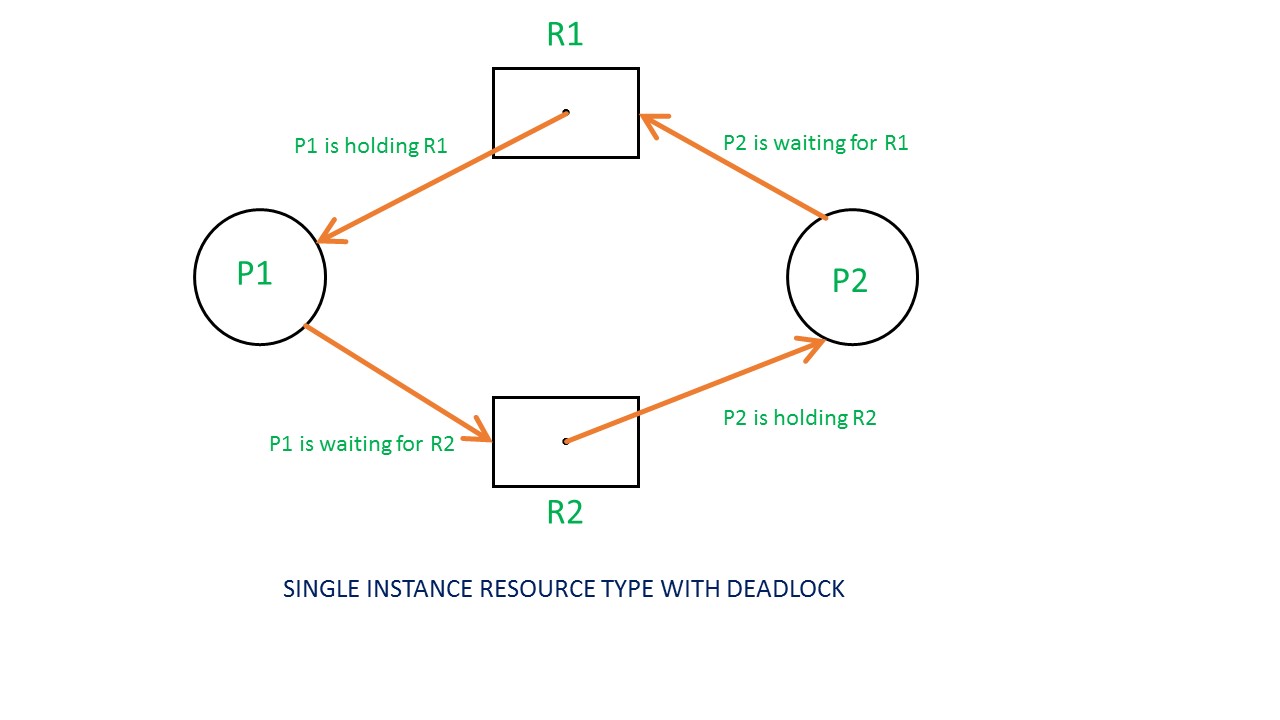 R1
P1 is holding R1
P2 is waiting for R1
P1
P2
P1 is waiting for R2
P2 is holding R2
R2
SINGLE INSTANCE RESOURCE TYPE WITH DEADLOCK